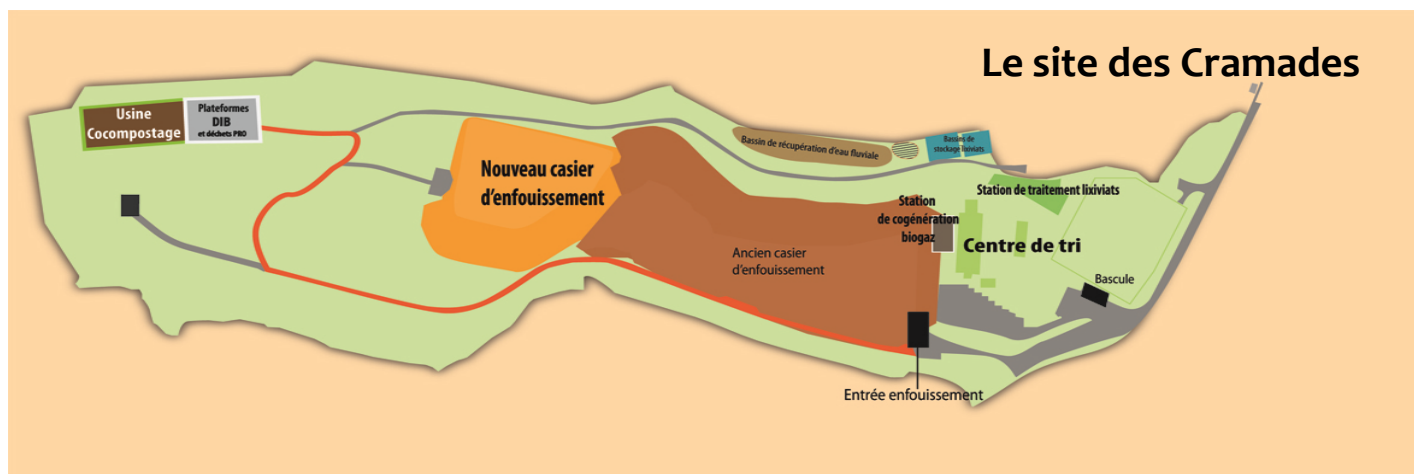 Le site des Cramades
Usine
Cocompostage
Plateformes
DIB
et déchets PRO
Nouveau casier
d'enfouissement
Bassin de récupération d'eau fluviale
Bassins de
stockage lixiviats
Station de traitement lixiviats
Station
de cogénération
biogaz
Centre de tri
Ancien casier
d'enfouissement
Bascule
Entrée enfouissement